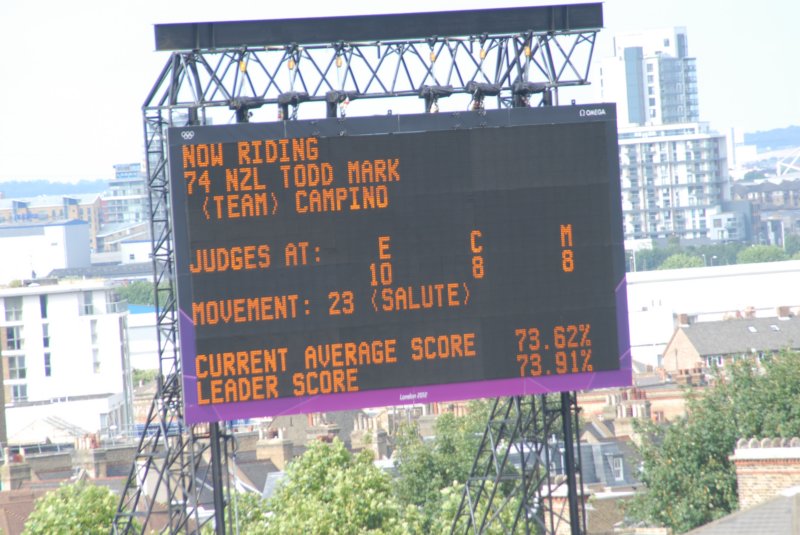 Ω OMEGA
NOW RIDING
74 NZL TODD MARK
(TEAM) CAMPINO
JUDGES AT: E C M
10 8 8
MOVEMENT: 23 (SALUTE)
CURRENT AVERAGE SCORE 73.62%
LEADER SCORE 73.91%
London 2012